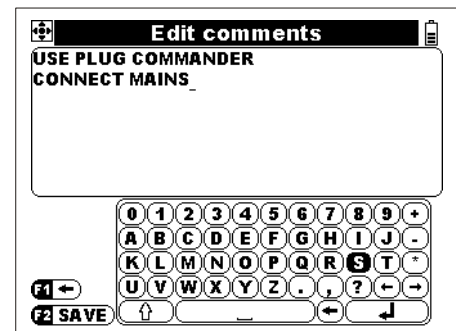 Edit comments
USE PLUG COMMANDER
CONNECT MAINS_
0 1 2 3 4 5 6 7 8 9 +
A B C D E F G H I J -
K L M N O P Q R S T *
F1 ← U V W X Y Z . , ? ← →
F2 SAVE ⇧ ⎵ ← ↵